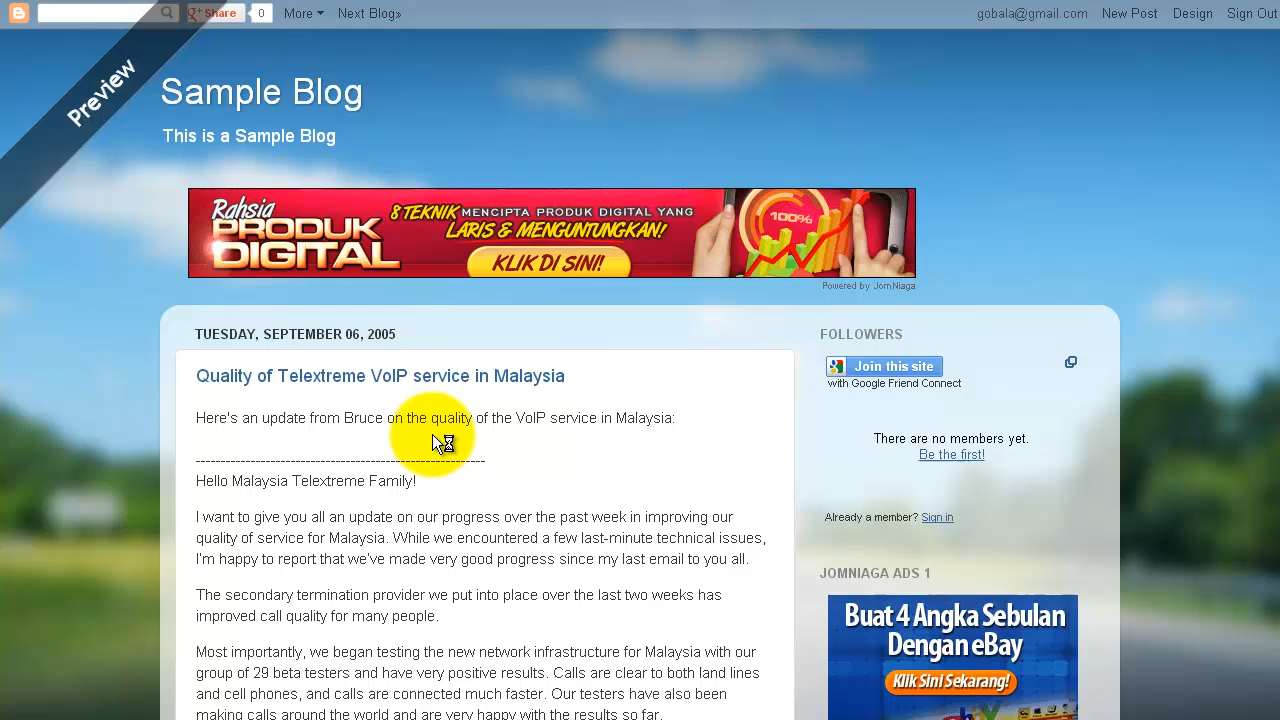 Share 0 More Next Blog» gobala@gmail.com New Post Design Sign Out
Preview
Sample Blog
This is a Sample Blog
Rahsia
PRODUK
DIGITAL
8 TEKNIK MENCIPTA PRODUK DIGITAL YANG
LARIS & MENGUNTUNGKAN!
KLIK DI SINI!
100%
Powered by JomNiaga
TUESDAY, SEPTEMBER 06, 2005
Quality of Telextreme VoIP service in Malaysia
Here's an update from Bruce on the quality of the VoIP service in Malaysia:
----------------------------------------------------------
Hello Malaysia Telextreme Family!
I want to give you all an update on our progress over the past week in improving our
quality of service for Malaysia. While we encountered a few last-minute technical issues,
I'm happy to report that we've made very good progress since my last email to you all.
The secondary termination provider we put into place over the last two weeks has
improved call quality for many people.
Most importantly, we began testing the new network infrastructure for Malaysia with our
group of 29 beta testers and have very positive results. Calls are clear to both land lines
and cell phones and calls are connected much faster. Our testers have also been
making calls around the world and are very happy with the results so far.
FOLLOWERS
Join this site
with Google Friend Connect
There are no members yet.
Be the first!
Already a member? Sign in
JOMNIAGA ADS 1
Buat 4 Angka Sebulan
Dengan eBay
Klik Sini Sekarang!